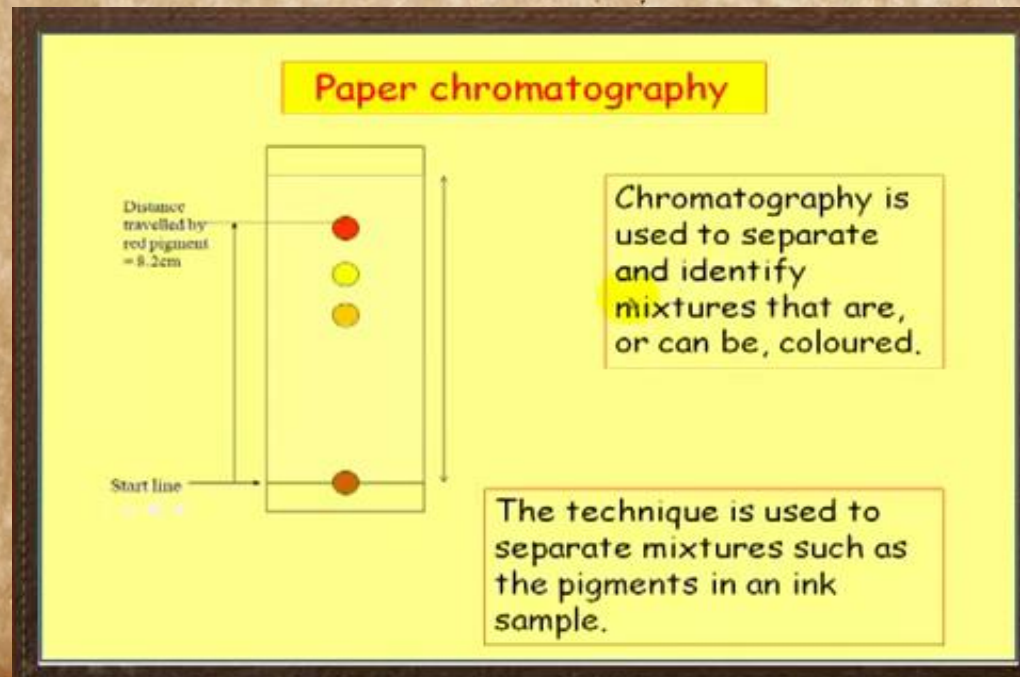 Paper chromatography
Distance
travelled by
red pigment
= 8.2cm
Start line
Chromatography is
used to separate
and identify
mixtures that are,
or can be, coloured.
The technique is used to
separate mixtures such as
the pigments in an ink
sample.